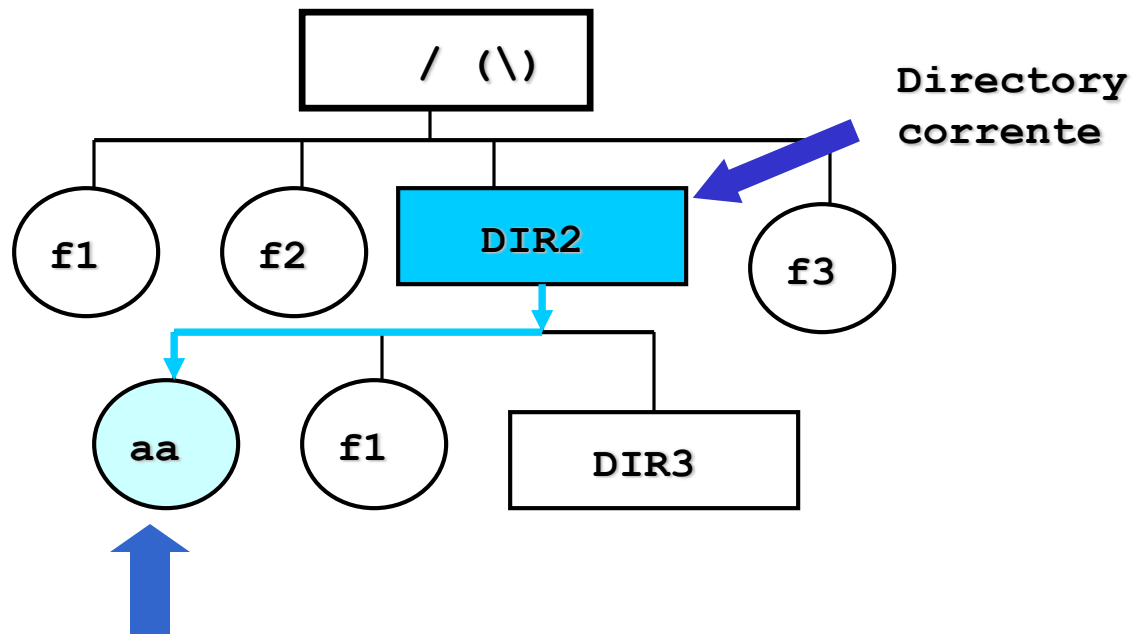 / (\)
Directory
corrente
f1
f2
DIR2
f3
aa
f1
DIR3